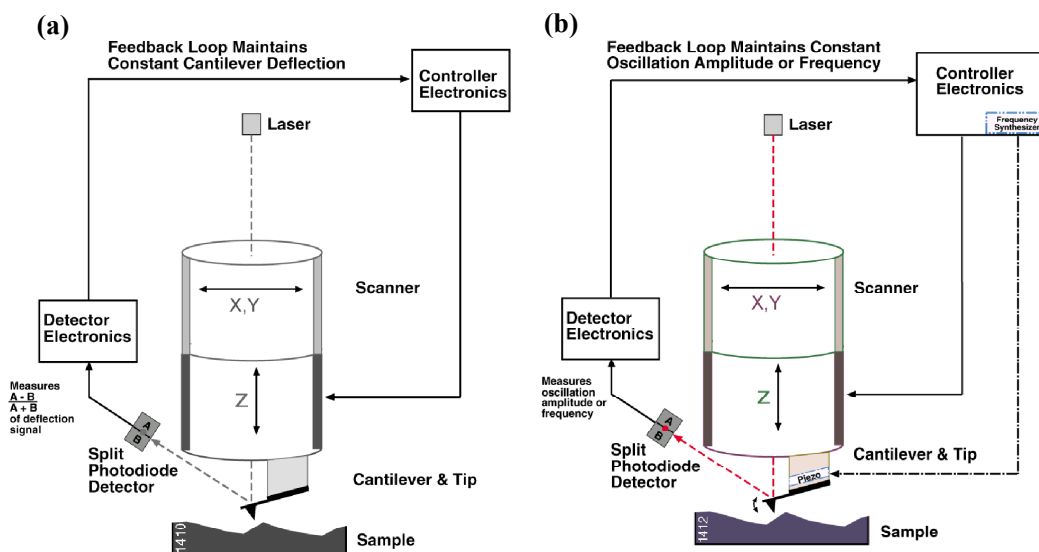 (a)
Feedback Loop Maintains
Constant Cantilever Deflection
Controller
Electronics
Laser
X,Y
Scanner
Detector
Electronics
Z
Measures
A - B
A + B
of deflection
signal
A
B
Split
Photodiode
Detector
Cantilever & Tip
1410
Sample
(b)
Feedback Loop Maintains Constant
Oscillation Amplitude or Frequency
Controller
Electronics
Frequency
Synthesizer
Laser
X,Y
Scanner
Detector
Electronics
Z
Measures
oscillation
amplitude or
frequency
A
B
Split
Photodiode
Detector
Cantilever & Tip
Piezo
1412
Sample